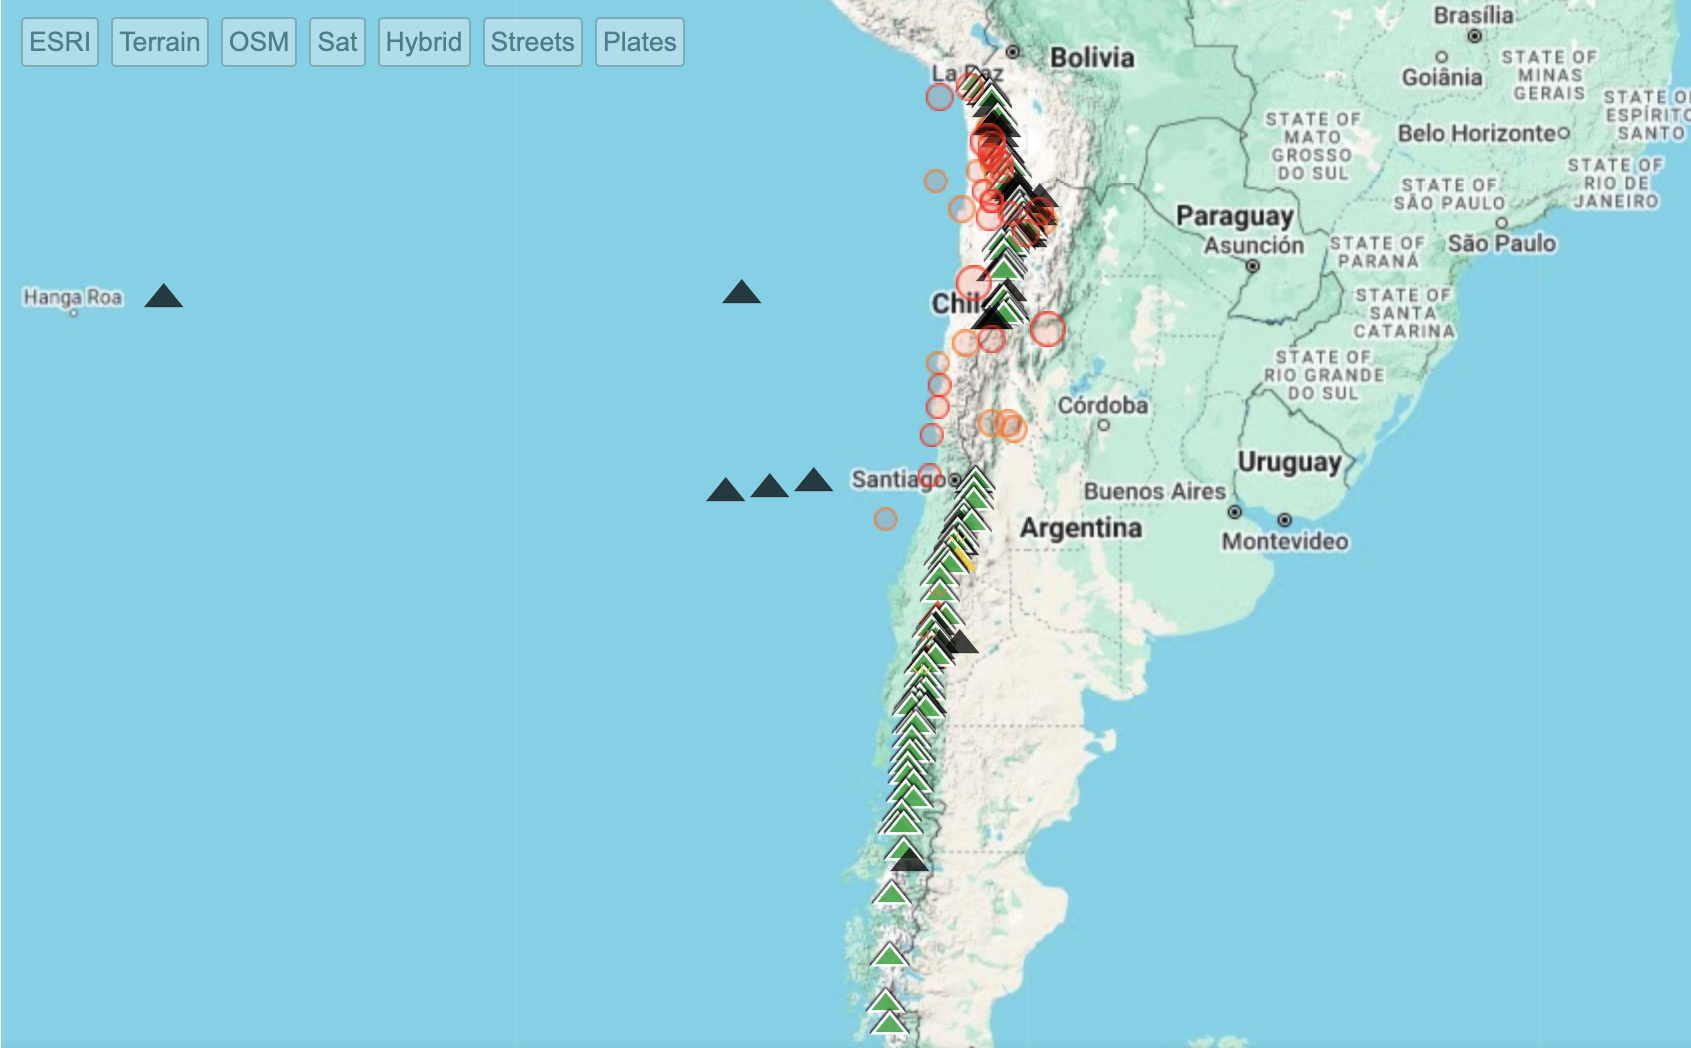 ESRI
Terrain
OSM
Sat
Hybrid
Streets
Plates
Brasília
Bolivia
La Paz
Goiânia
STATE OF
MINAS
GERAIS
STATE O
ESPÍRITO
SANTO
STATE OF
MATO
GROSSO
DO SUL
Belo Horizonte
STATE OF
RIO DE
JANEIRO
STATE OF
SÃO PAULO
Paraguay
Asunción
São Paulo
STATE OF
PARANÁ
Hanga Roa
Chile
STATE OF
SANTA
CATARINA
STATE OF
RIO GRANDE
DO SUL
Córdoba
Uruguay
Santiago
Buenos Aires
Argentina
Montevideo